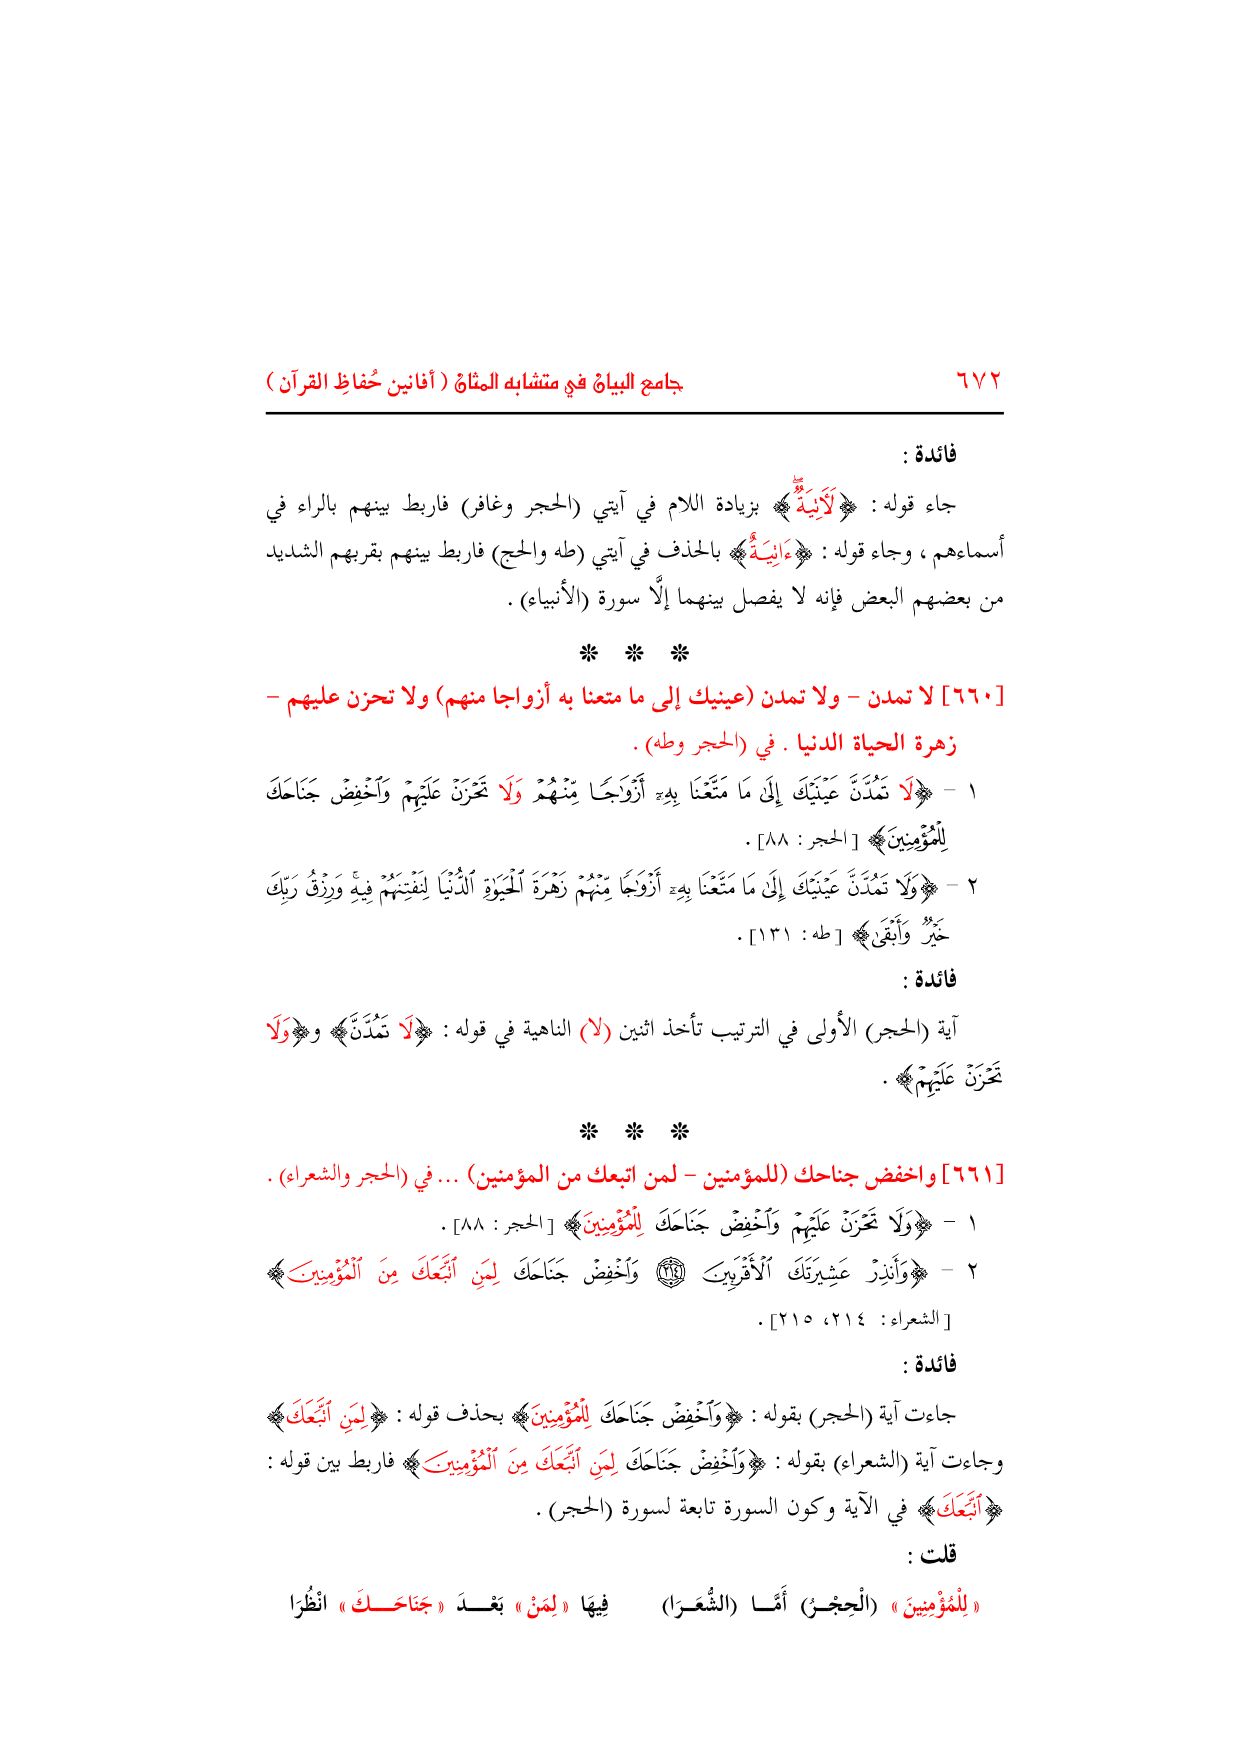 ٦٧٢ جامع البيان في متشابه المثان ( أفانين حُفاظِ القرآن )
فائدة :
جاء قوله : ﴿لَأٓتِيَةٞۖ﴾ بزيادة اللام في آيتي (الحجر وغافر) فاربط بينهم بالراء في
أسماءهم ، وجاء قوله : ﴿ءَاتِيَةٌ﴾ بالحذف في آيتي (طه والحج) فاربط بينهم بقربهم الشديد
من بعضهم البعض فإنه لا يفصل بينهما إلَّا سورة (الأنبياء) .
❊ ❊ ❊
[٦٦٠] لا تمدن – ولا تمدن (عينيك إلى ما متعنا به أزواجا منهم) ولا تحزن عليهم –
زهرة الحياة الدنيا . في (الحجر وطه) .
١ – ﴿لَا تَمُدَّنَّ عَيۡنَيۡكَ إِلَىٰ مَا مَتَّعۡنَا بِهِۦٓ أَزۡوَٰجٗا مِّنۡهُمۡ وَلَا تَحۡزَنۡ عَلَيۡهِمۡ وَٱخۡفِضۡ جَنَاحَكَ
لِلۡمُؤۡمِنِينَ﴾ [الحجر : ٨٨] .
٢ – ﴿وَلَا تَمُدَّنَّ عَيۡنَيۡكَ إِلَىٰ مَا مَتَّعۡنَا بِهِۦٓ أَزۡوَٰجٗا مِّنۡهُمۡ زَهۡرَةَ ٱلۡحَيَوٰةِ ٱلدُّنۡيَا لِنَفۡتِنَهُمۡ فِيهِۚ وَرِزۡقُ رَبِّكَ
خَيۡرٞ وَأَبۡقَىٰ﴾ [طه : ١٣١] .
فائدة :
آية (الحجر) الأولى في الترتيب تأخذ اثنين (لا) الناهية في قوله : ﴿لَا تَمُدَّنَّ﴾ و﴿وَلَا
تَحۡزَنۡ عَلَيۡهِمۡ﴾ .
❊ ❊ ❊
[٦٦١] واخفض جناحك (للمؤمنين – لمن اتبعك من المؤمنين) ... في (الحجر والشعراء) .
١ – ﴿وَلَا تَحۡزَنۡ عَلَيۡهِمۡ وَٱخۡفِضۡ جَنَاحَكَ لِلۡمُؤۡمِنِينَ﴾ [الحجر : ٨٨] .
٢ – ﴿وَأَنذِرۡ عَشِيرَتَكَ ٱلۡأَقۡرَبِينَ ٢١٤ وَٱخۡفِضۡ جَنَاحَكَ لِمَنِ ٱتَّبَعَكَ مِنَ ٱلۡمُؤۡمِنِينَ﴾
[الشعراء : ٢١٤، ٢١٥] .
فائدة :
جاءت آية (الحجر) بقوله : ﴿وَٱخۡفِضۡ جَنَاحَكَ لِلۡمُؤۡمِنِينَ﴾ بحذف قوله : ﴿لِمَنِ ٱتَّبَعَكَ﴾
وجاءت آية (الشعراء) بقوله : ﴿وَٱخۡفِضۡ جَنَاحَكَ لِمَنِ ٱتَّبَعَكَ مِنَ ٱلۡمُؤۡمِنِينَ﴾ فاربط بين قوله :
﴿ٱتَّبَعَكَ﴾ في الآية وكون السورة تابعة لسورة (الحجر) .
قلت :
« لِلْمُؤْمِنِينَ » (الْحِجْـرُ) أَمَّـا (الشُّعَـرَا) فِيهَا « لِمَنْ » بَعْـدَ « جَنَاحَـكَ » انْظُرَا